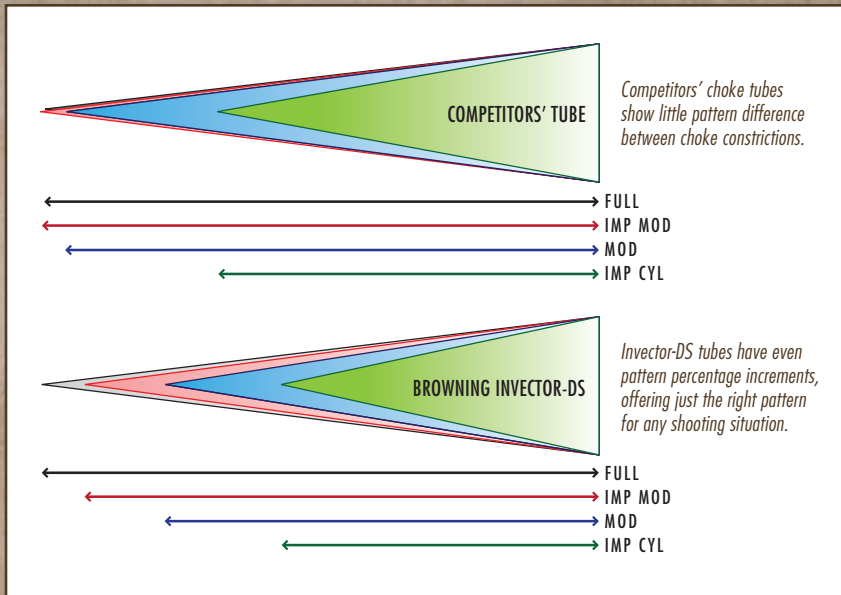 COMPETITORS' TUBE
Competitors' choke tubes
show little pattern difference
between choke constrictions.
FULL
IMP MOD
MOD
IMP CYL
BROWNING INVECTOR-DS
Invector-DS tubes have even
pattern percentage increments,
offering just the right pattern
for any shooting situation.
FULL
IMP MOD
MOD
IMP CYL